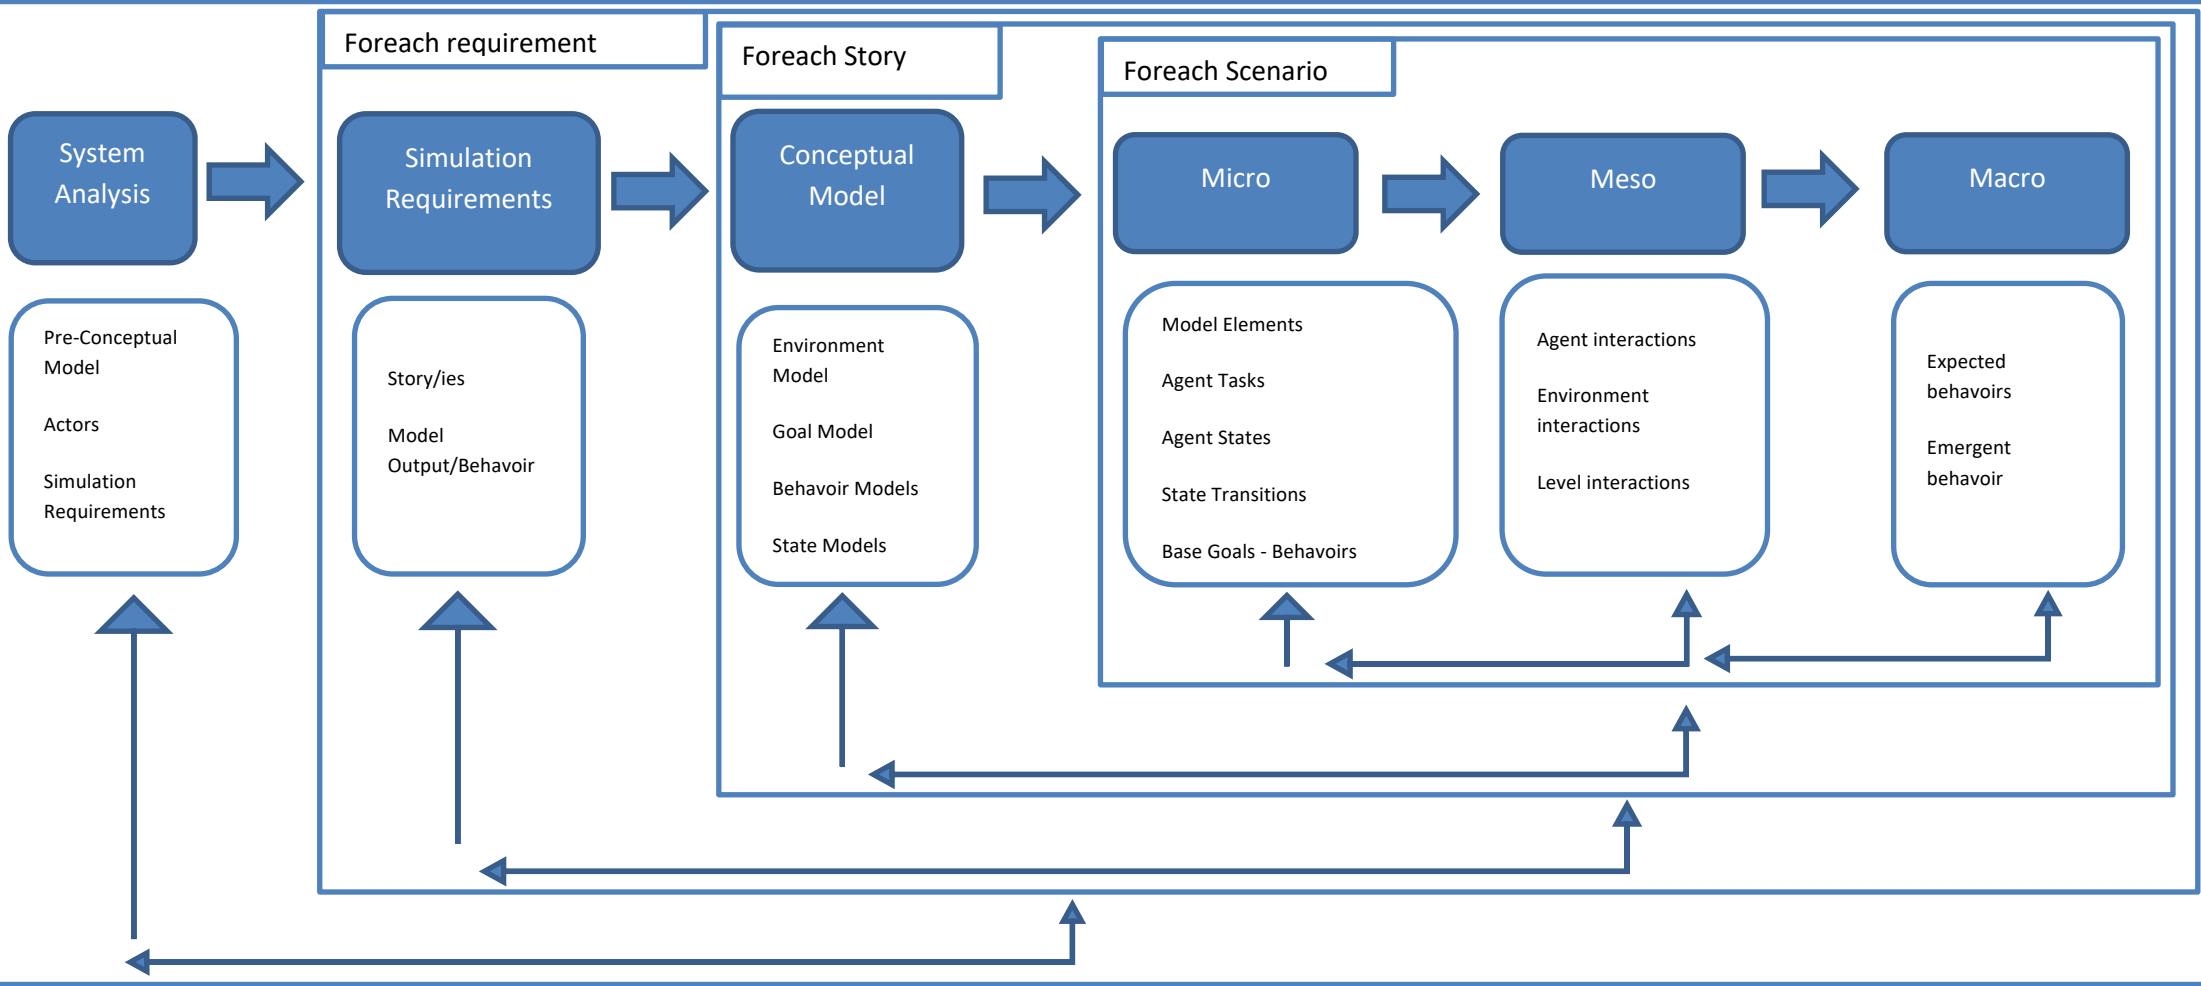 Foreach requirement
Foreach Story
Foreach Scenario
System
Analysis
Simulation
Requirements
Conceptual
Model
Micro
Meso
Macro
Pre-Conceptual
Model
Actors
Simulation
Requirements
Story/ies
Model
Output/Behavoir
Environment
Model
Goal Model
Behavoir Models
State Models
Model Elements
Agent Tasks
Agent States
State Transitions
Base Goals - Behavoirs
Agent interactions
Environment
interactions
Level interactions
Expected
behavoirs
Emergent
behavoir